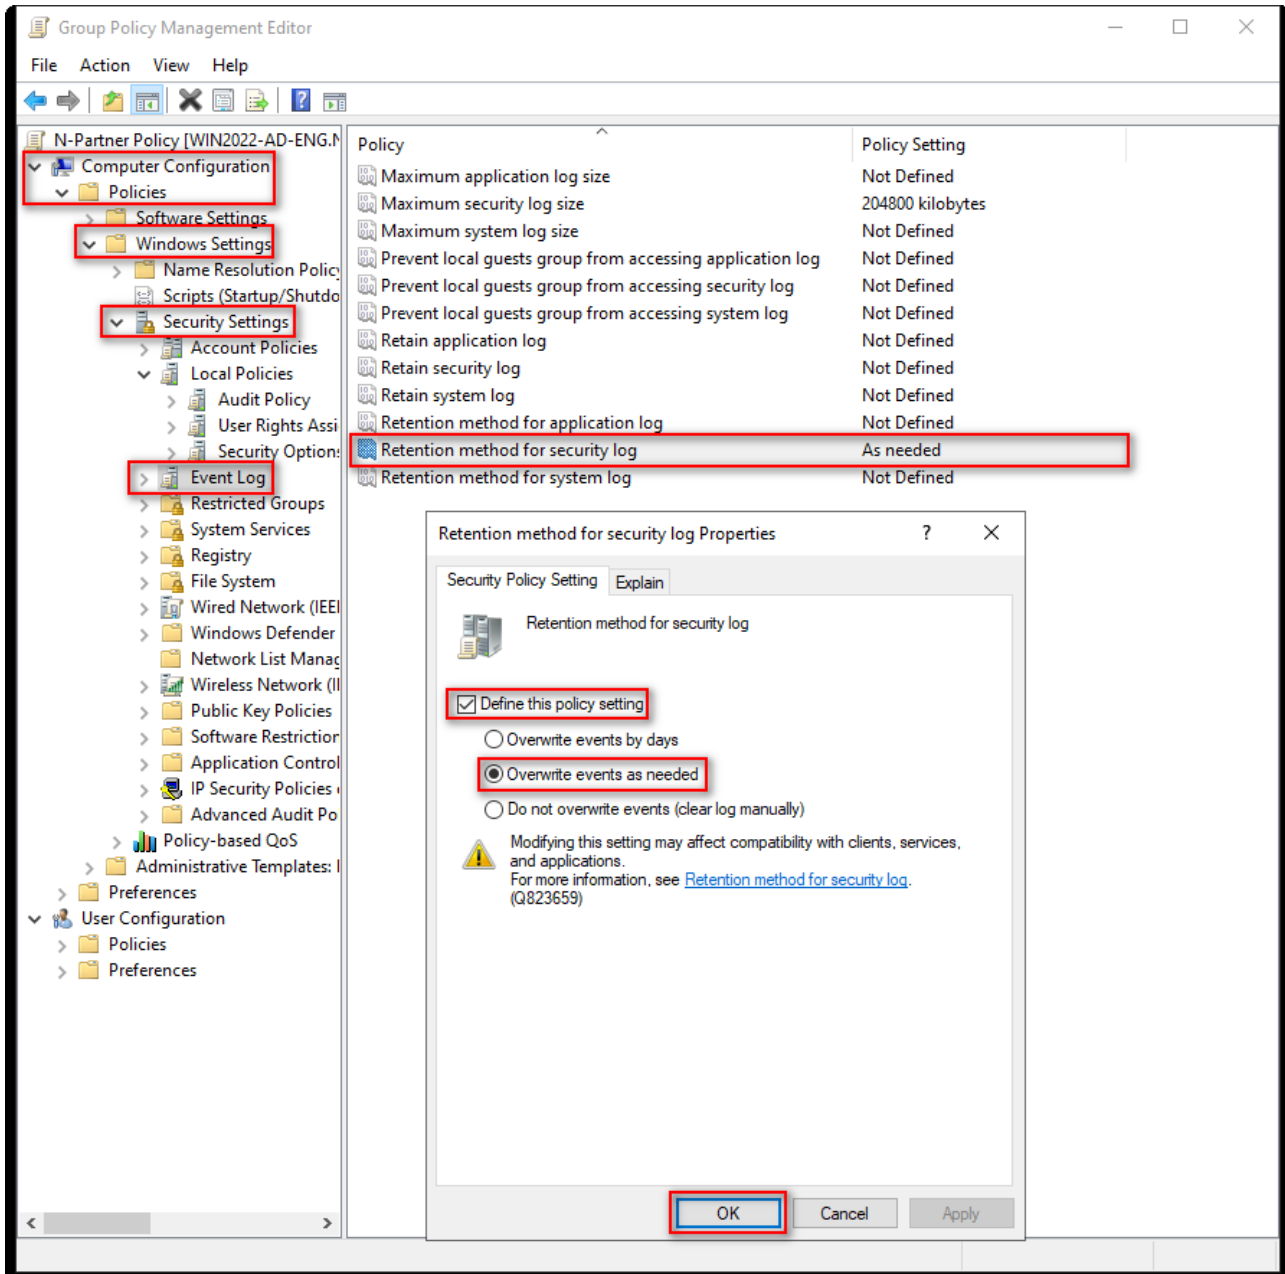 Group Policy Management Editor
File Action View Help
N-Partner Policy [WIN2022-AD-ENG.N
Computer Configuration
Policies
Software Settings
Windows Settings
Name Resolution Policy
Scripts (Startup/Shutdo
Security Settings
Account Policies
Local Policies
Audit Policy
User Rights Assi
Security Option
Event Log
Restricted Groups
System Services
Registry
File System
Wired Network (IEEI
Windows Defender
Network List Manag
Wireless Network (II
Public Key Policies
Software Restriction
Application Control
IP Security Policies
Advanced Audit Po
Policy-based QoS
Administrative Templates:
Preferences
User Configuration
Policies
Preferences
Policy Policy Setting
Maximum application log size Not Defined
Maximum security log size 204800 kilobytes
Maximum system log size Not Defined
Prevent local guests group from accessing application log Not Defined
Prevent local guests group from accessing security log Not Defined
Prevent local guests group from accessing system log Not Defined
Retain application log Not Defined
Retain security log Not Defined
Retain system log Not Defined
Retention method for application log Not Defined
Retention method for security log As needed
Retention method for system log Not Defined
Retention method for security log Properties ?
Security Policy Setting Explain
Retention method for security log
Define this policy setting
Overwrite events by days
Overwrite events as needed
Do not overwrite events (clear log manually)
Modifying this setting may affect compatibility with clients, services,
and applications.
For more information, see Retention method for security log.
(Q823659)
OK Cancel Apply